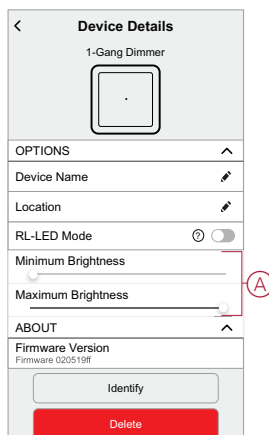 Device Details
1-Gang Dimmer
OPTIONS
Device Name
Location
RL-LED Mode ?
Minimum Brightness
A
Maximum Brightness
ABOUT
Firmware Version
Firmware 020519ff
Identify
Delete